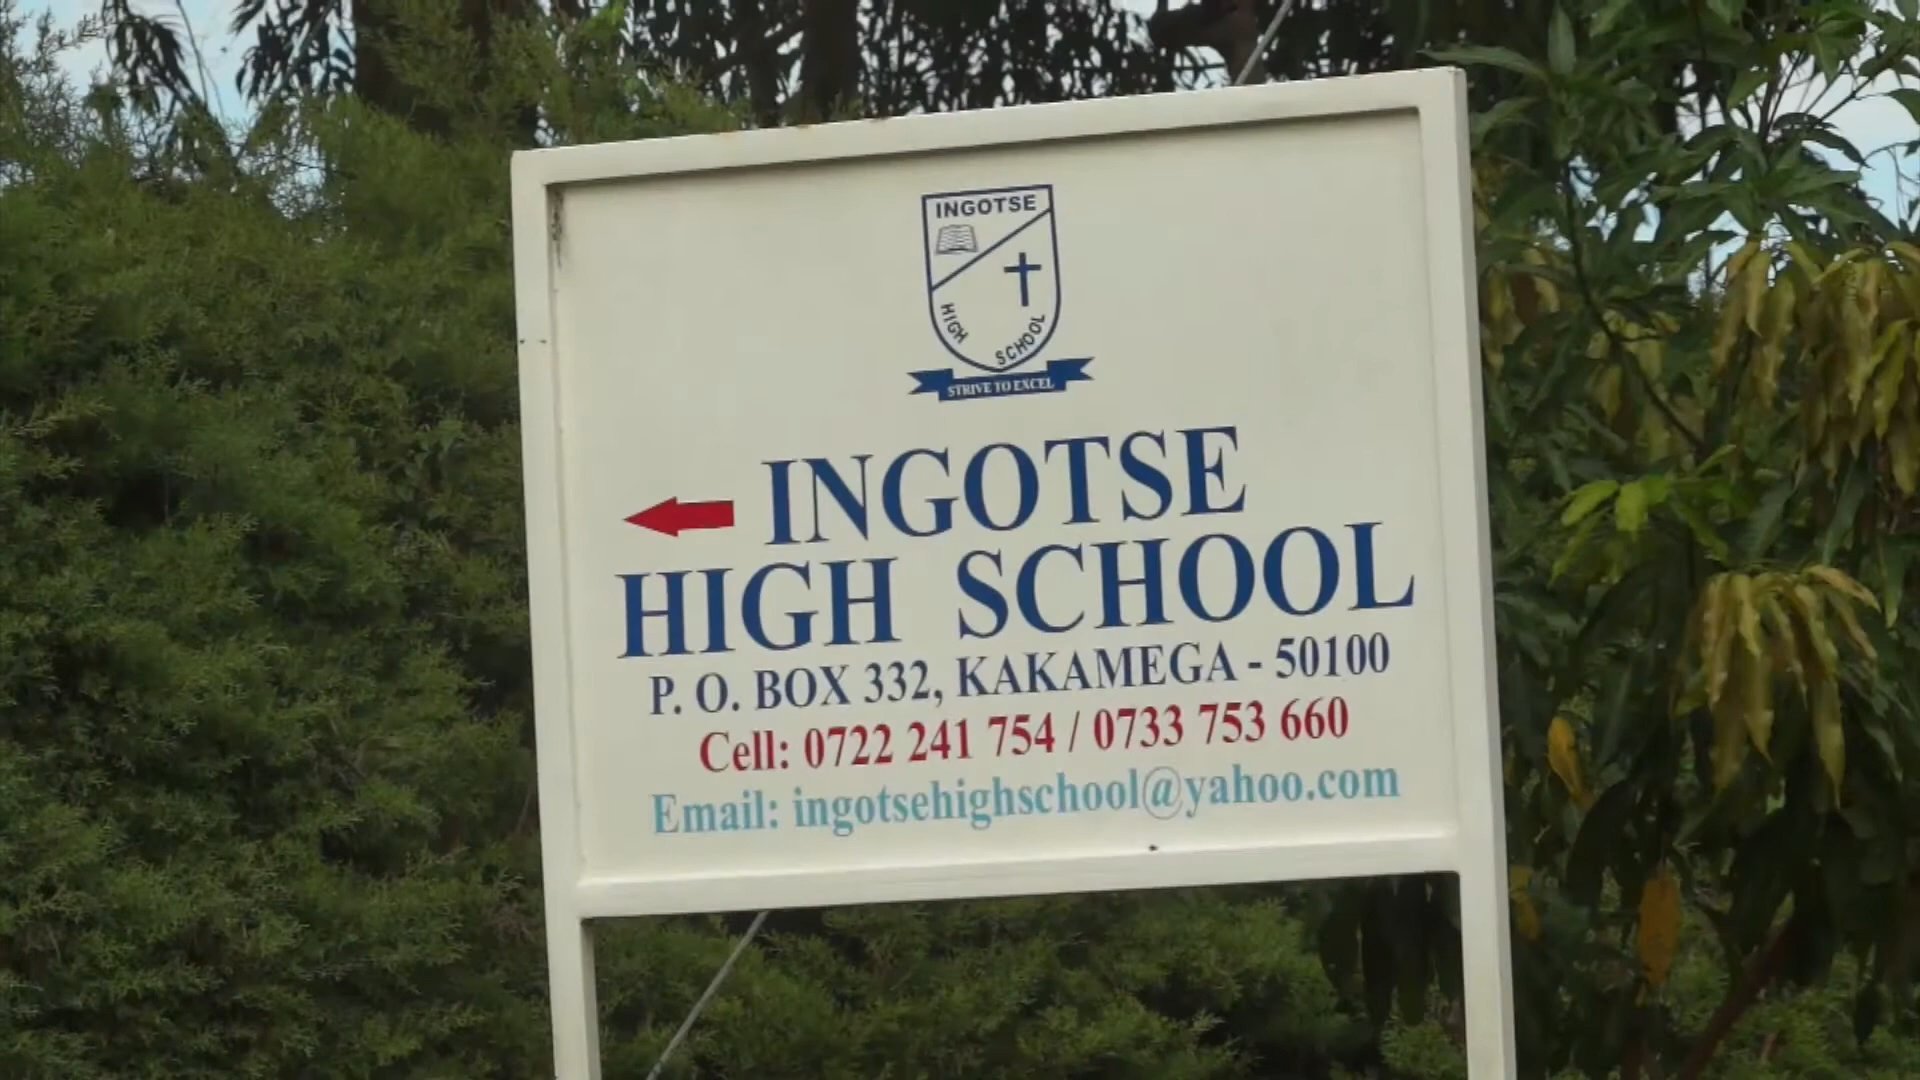 INGOTSE
HIGH SCHOOL
STRIVE TO EXCEL
INGOTSE
HIGH SCHOOL
P. O. BOX 332, KAKAMEGA - 50100
Cell: 0722 241 754 / 0733 753 660
Email: ingotsehighschool@yahoo.com